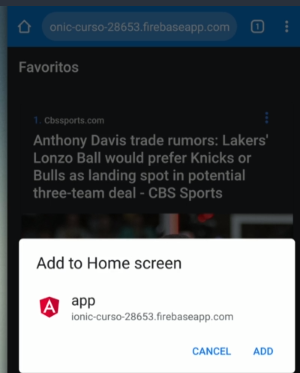 onic-curso-28653.firebaseapp.com 1
Favoritos
1. Cbssports.com
Anthony Davis trade rumors: Lakers'
Lonzo Ball would prefer Knicks or
Bulls as landing spot in potential
three-team deal - CBS Sports
Add to Home screen
A
app
ionic-curso-28653.firebaseapp.com
CANCEL ADD